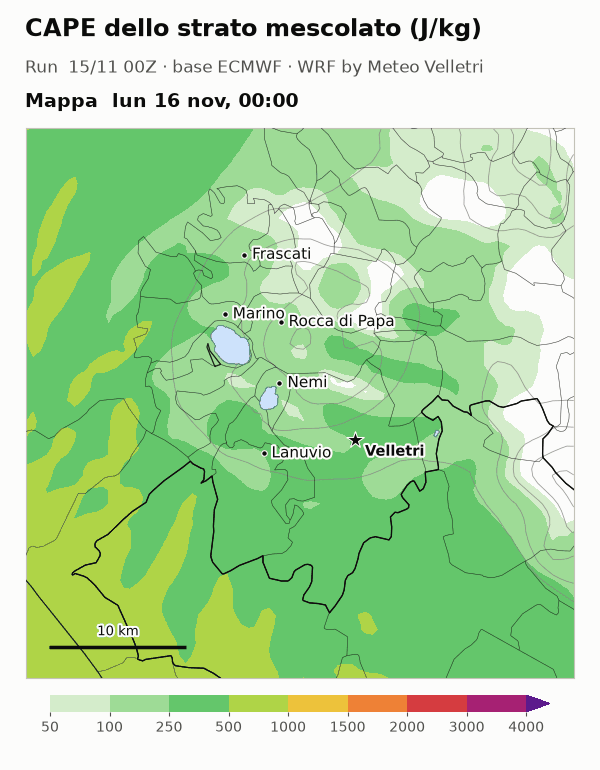 CAPE dello strato mescolato (J/kg)
Run  15/11 00Z · base ECMWF · WRF by Meteo Velletri
Mappa  lun 16 nov, 00:00
Frascati
Marino
Rocca di Papa
Nemi
Velletri
Lanuvio
10 km
50 100 250 500 1000 1500 2000 3000 4000